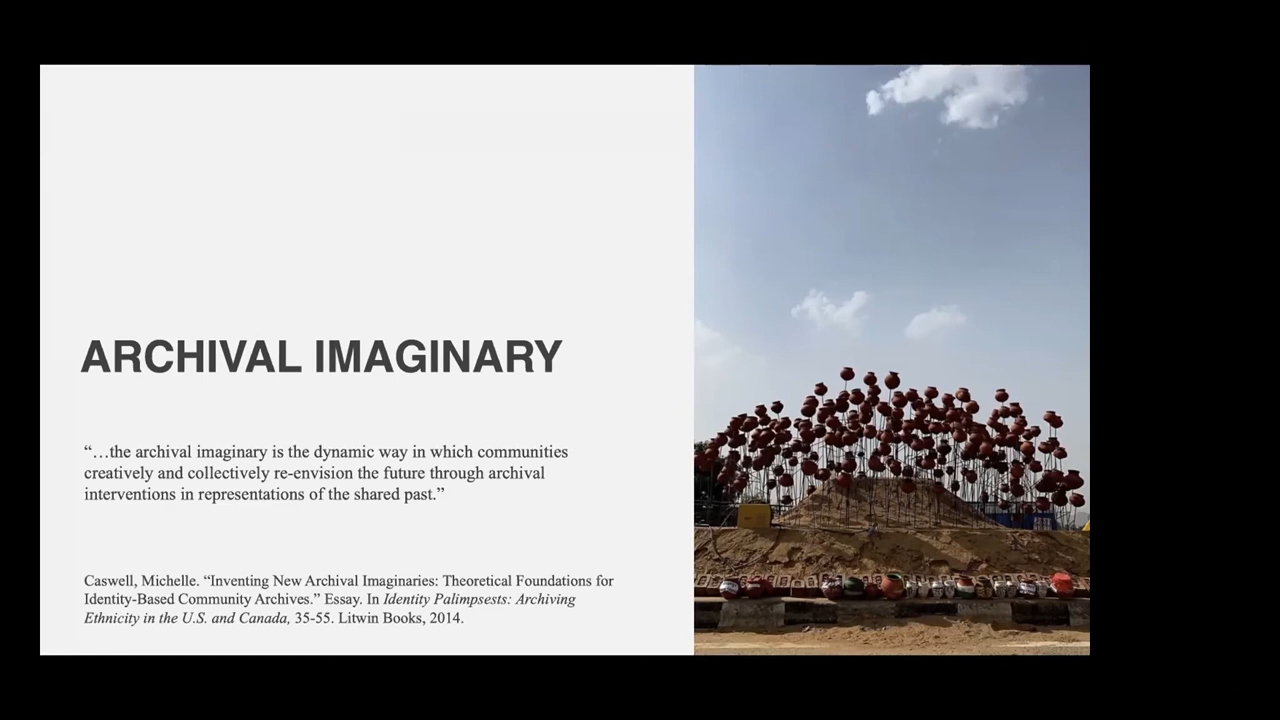 ARCHIVAL IMAGINARY
“…the archival imaginary is the dynamic way in which communities
creatively and collectively re-envision the future through archival
interventions in representations of the shared past.”
Caswell, Michelle. “Inventing New Archival Imaginaries: Theoretical Foundations for
Identity-Based Community Archives.” Essay. In Identity Palimpsests: Archiving
Ethnicity in the U.S. and Canada, 35-55. Litwin Books, 2014.